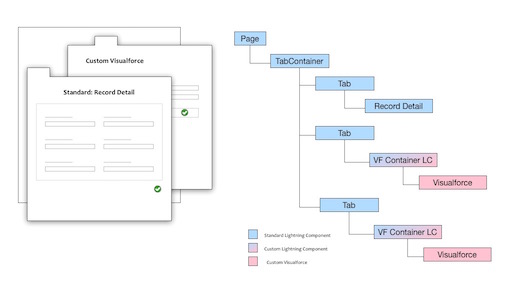 Custom Visualforce
Standard: Record Detail
Page
TabContainer
Tab
Record Detail
Tab
VF Container LC
Visualforce
Tab
VF Container LC
Visualforce
Standard Lightning Component
Custom Lightning Component
Custom Visualforce